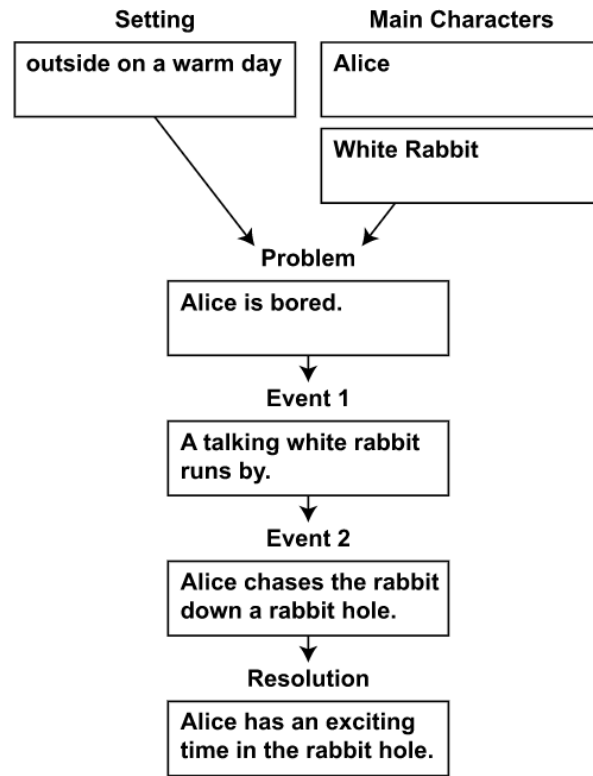 Setting
Main Characters
outside on a warm day
Alice
White Rabbit
Problem
Alice is bored.
Event 1
A talking white rabbit
runs by.
Event 2
Alice chases the rabbit
down a rabbit hole.
Resolution
Alice has an exciting
time in the rabbit hole.